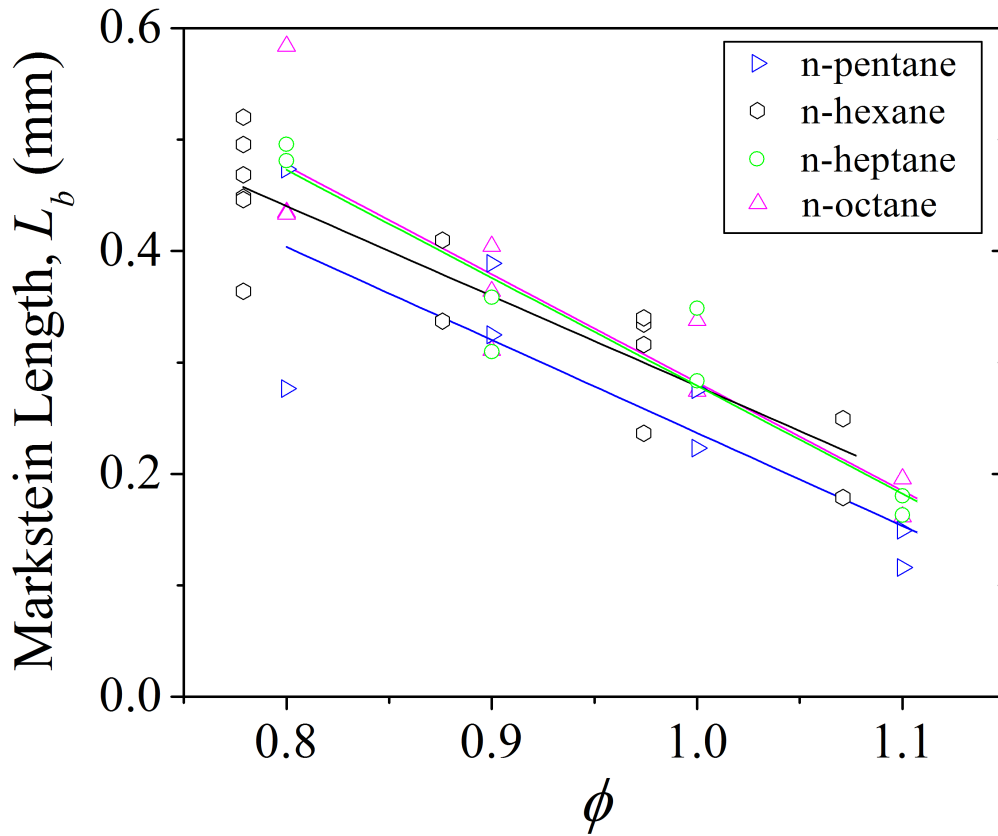 0.6
0.4
0.2
0.0
Markstein Length, L_b (mm)
n-pentane
n-hexane
n-heptane
n-octane
0.8 0.9 1.0 1.1
ϕ